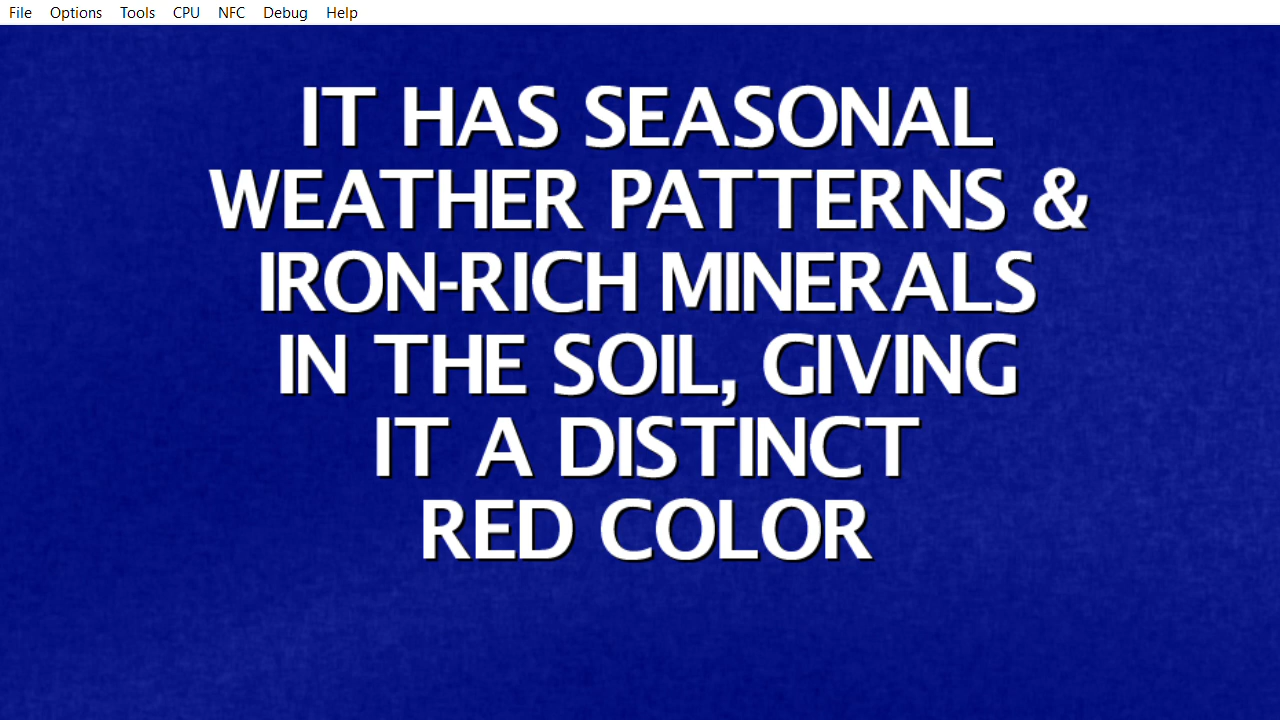 File Options Tools CPU NFC Debug Help
IT HAS SEASONAL
WEATHER PATTERNS &
IRON-RICH MINERALS
IN THE SOIL, GIVING
IT A DISTINCT
RED COLOR